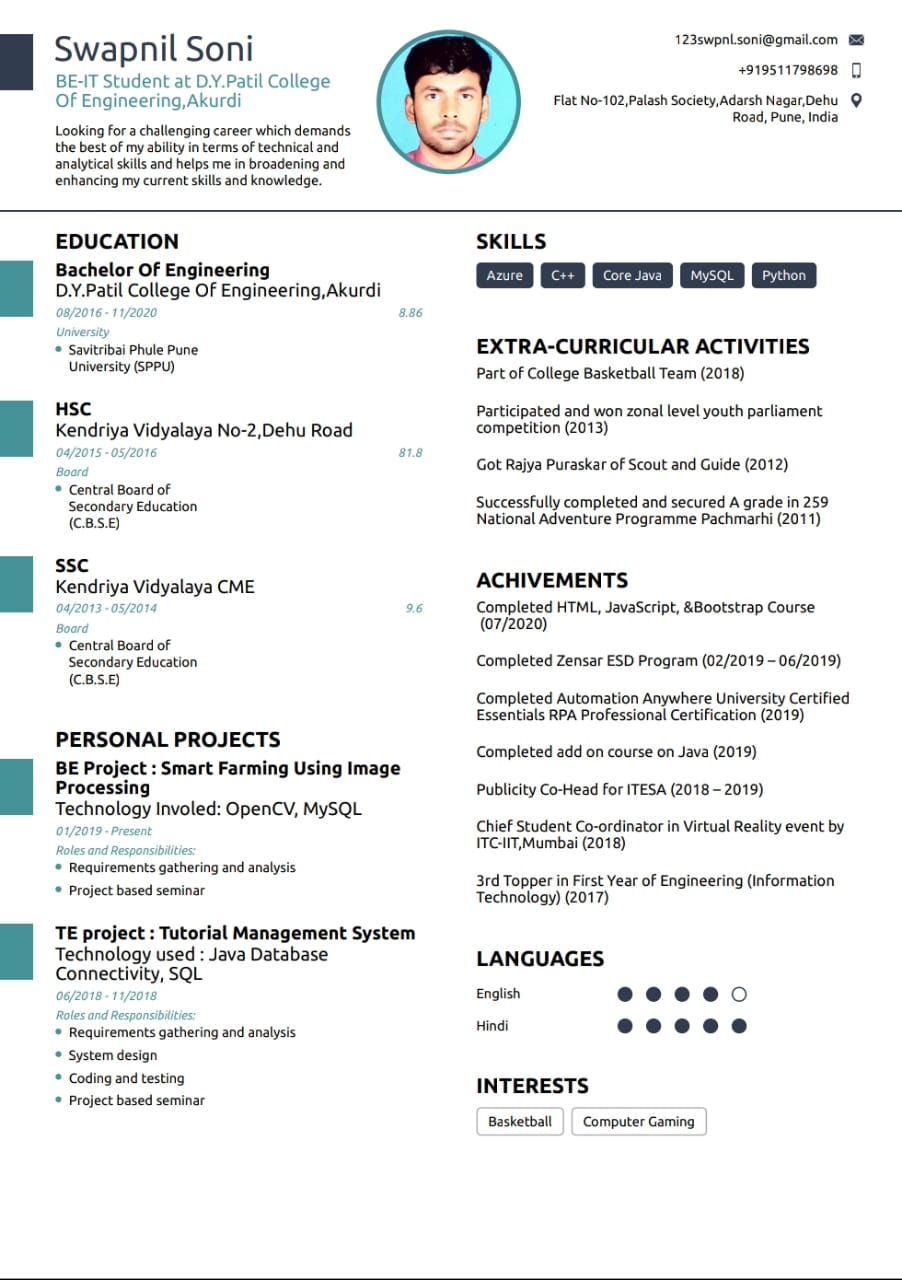 Swapnil Soni
BE-IT Student at D.Y.Patil College
Of Engineering,Akurdi
Looking for a challenging career which demands
the best of my ability in terms of technical and
analytical skills and helps me in broadening and
enhancing my current skills and knowledge.
123swpnl.soni@gmail.com
+919511798698
Flat No-102,Palash Society,Adarsh Nagar,Dehu
Road, Pune, India
EDUCATION
Bachelor Of Engineering
D.Y.Patil College Of Engineering,Akurdi
08/2016 - 11/2020 8.86
University
Savitribai Phule Pune
University (SPPU)
HSC
Kendriya Vidyalaya No-2,Dehu Road
04/2015 - 05/2016 81.8
Board
Central Board of
Secondary Education
(C.B.S.E)
SSC
Kendriya Vidyalaya CME
04/2013 - 05/2014 9.6
Board
Central Board of
Secondary Education
(C.B.S.E)
PERSONAL PROJECTS
BE Project : Smart Farming Using Image
Processing
Technology Involed: OpenCV, MySQL
01/2019 - Present
Roles and Responsibilities:
Requirements gathering and analysis
Project based seminar
TE project : Tutorial Management System
Technology used : Java Database
Connectivity, SQL
06/2018 - 11/2018
Roles and Responsibilities:
Requirements gathering and analysis
System design
Coding and testing
Project based seminar
SKILLS
Azure C++ Core Java MySQL Python
EXTRA-CURRICULAR ACTIVITIES
Part of College Basketball Team (2018)
Participated and won zonal level youth parliament
competition (2013)
Got Rajya Puraskar of Scout and Guide (2012)
Successfully completed and secured A grade in 259
National Adventure Programme Pachmarhi (2011)
ACHIVEMENTS
Completed HTML, JavaScript, &Bootstrap Course
(07/2020)
Completed Zensar ESD Program (02/2019 – 06/2019)
Completed Automation Anywhere University Certified
Essentials RPA Professional Certification (2019)
Completed add on course on Java (2019)
Publicity Co-Head for ITESA (2018 – 2019)
Chief Student Co-ordinator in Virtual Reality event by
ITC-IIT,Mumbai (2018)
3rd Topper in First Year of Engineering (Information
Technology) (2017)
LANGUAGES
English
Hindi
INTERESTS
Basketball Computer Gaming